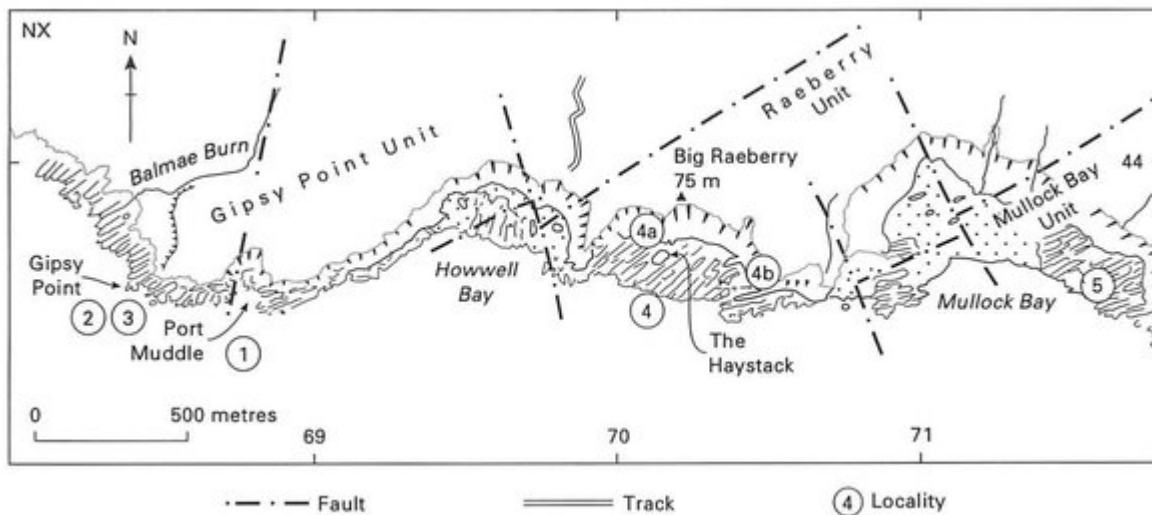 NX
N
Balmae Burn
Gipsy Point Unit
Raeberry
Unit
Big Raeberry
75 m
44
Mullock Bay
Unit
Gipsy
Point
2
3
Port
Muddle
1
Howwell
Bay
4a
4b
4
The
Haystack
Mullock Bay
5
0
500 metres
69
70
71
Fault
Track
4
Locality